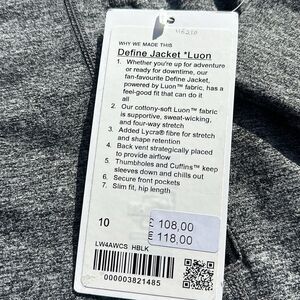 WHY WE MADE THIS
Define Jacket *Luon
1. Whether you're up for adventure
or ready for downtime, our
fan-favourite Define Jacket,
powered by Luon™ fabric, has a
feel-good fit that can do it
all
2. Our cottony-soft Luon™ fabric
is supportive, sweat-wicking,
and four-way stretch
3. Added Lycra® fibre for stretch
and shape retention
4. Back vent strategically placed
to provide airflow
5. Thumbholes and Cuffins™ keep
sleeves down and chills out
6. Secure front pockets
7. Slim fit, hip length
10
108,00
118,00
LW4AWCS HBLK
000003821485